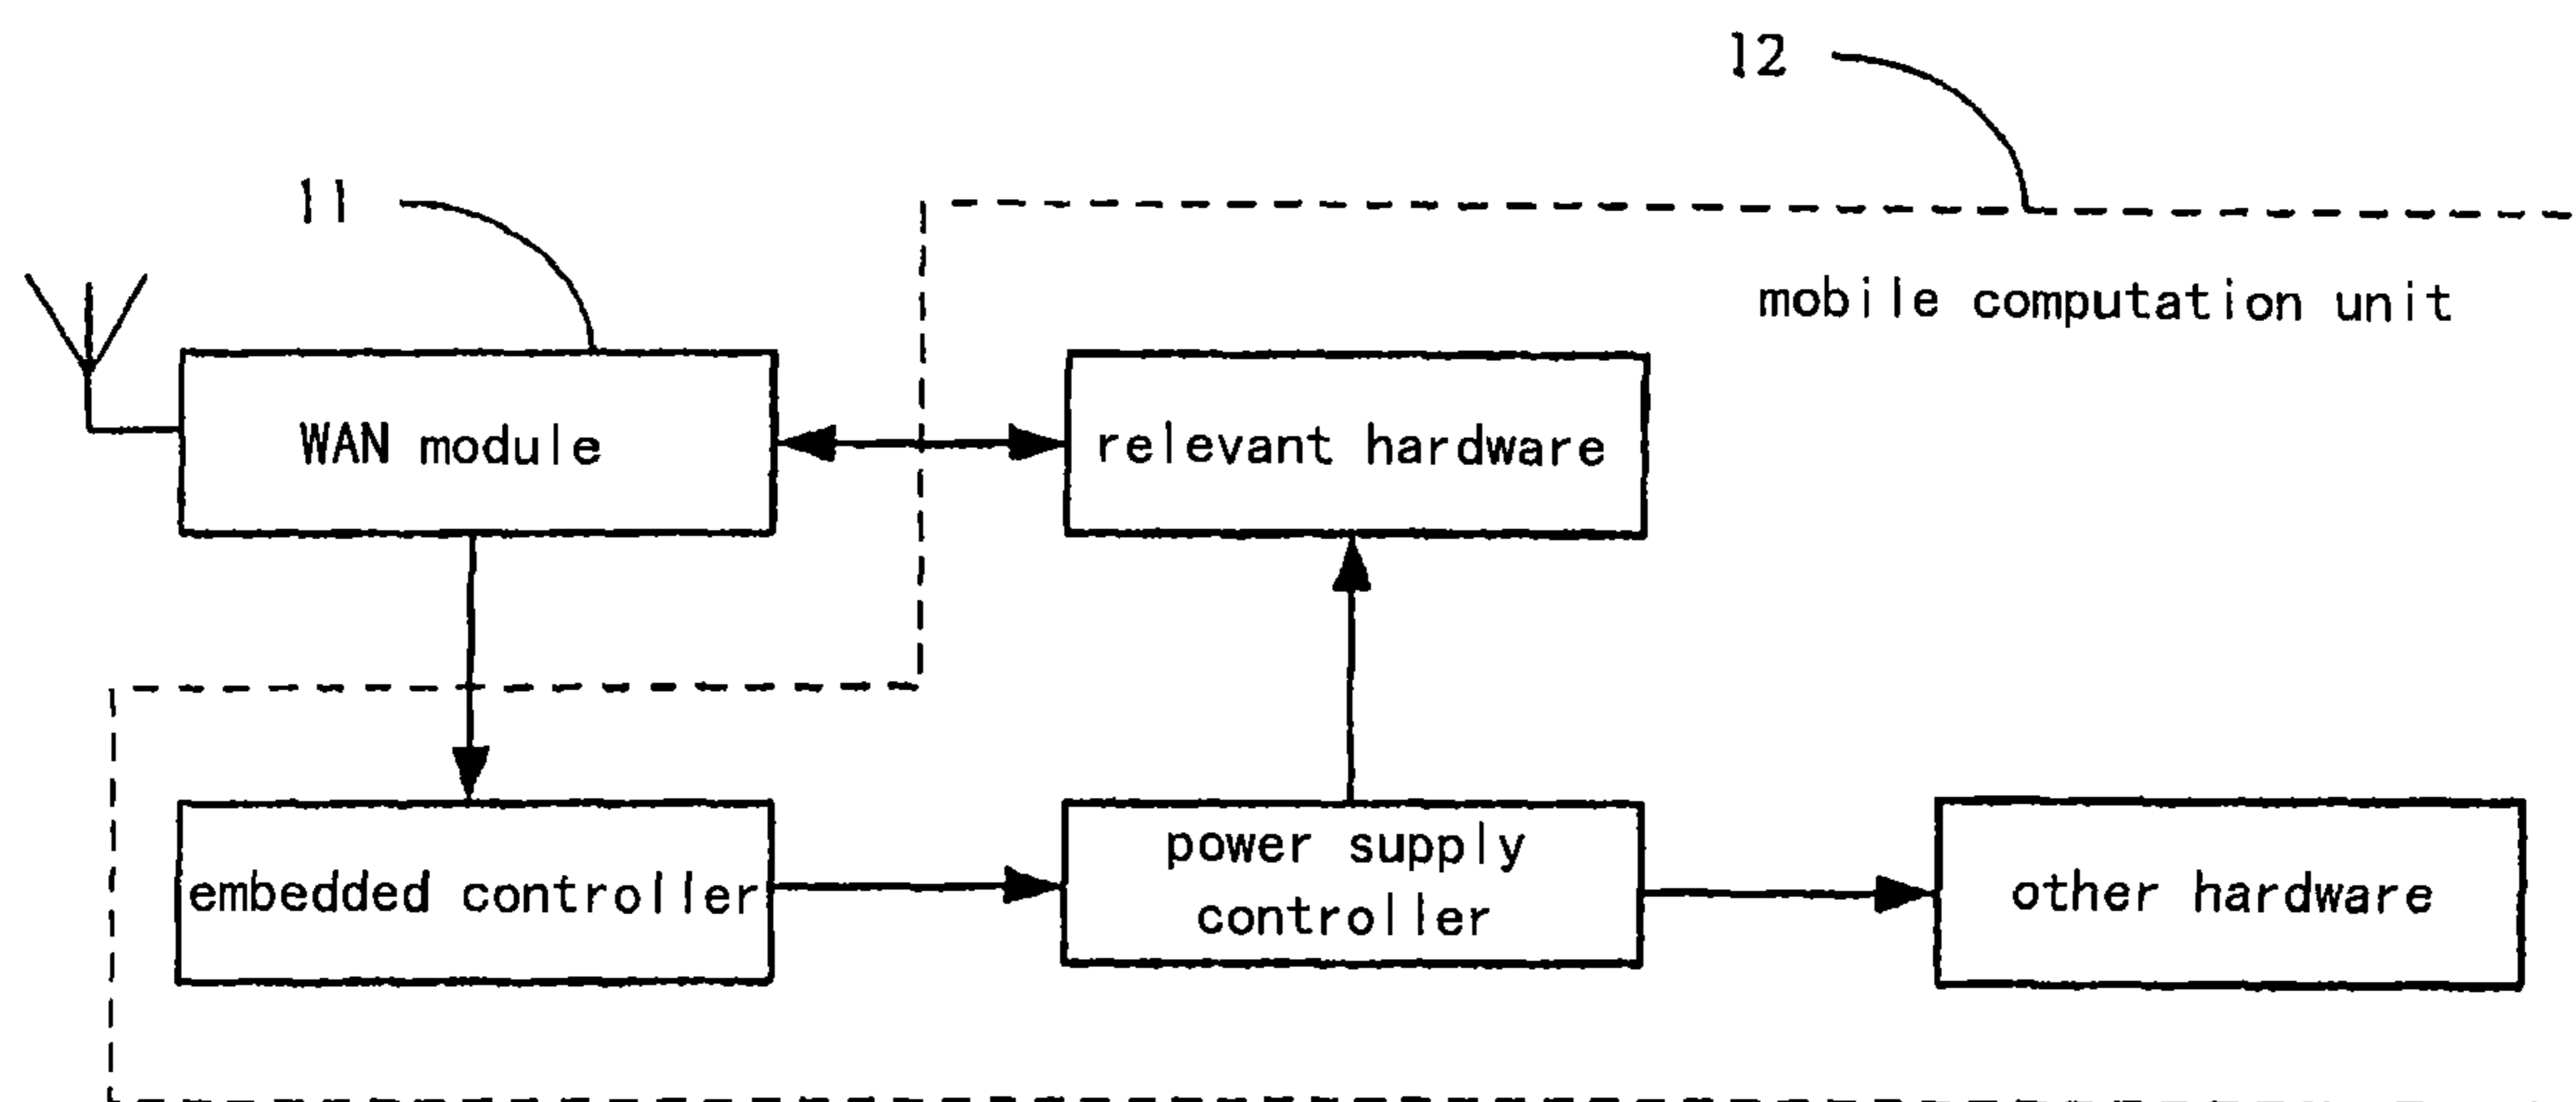 12
11
mobile computation unit
WAN module
relevant hardware
embedded controller
power supply
controller
other hardware